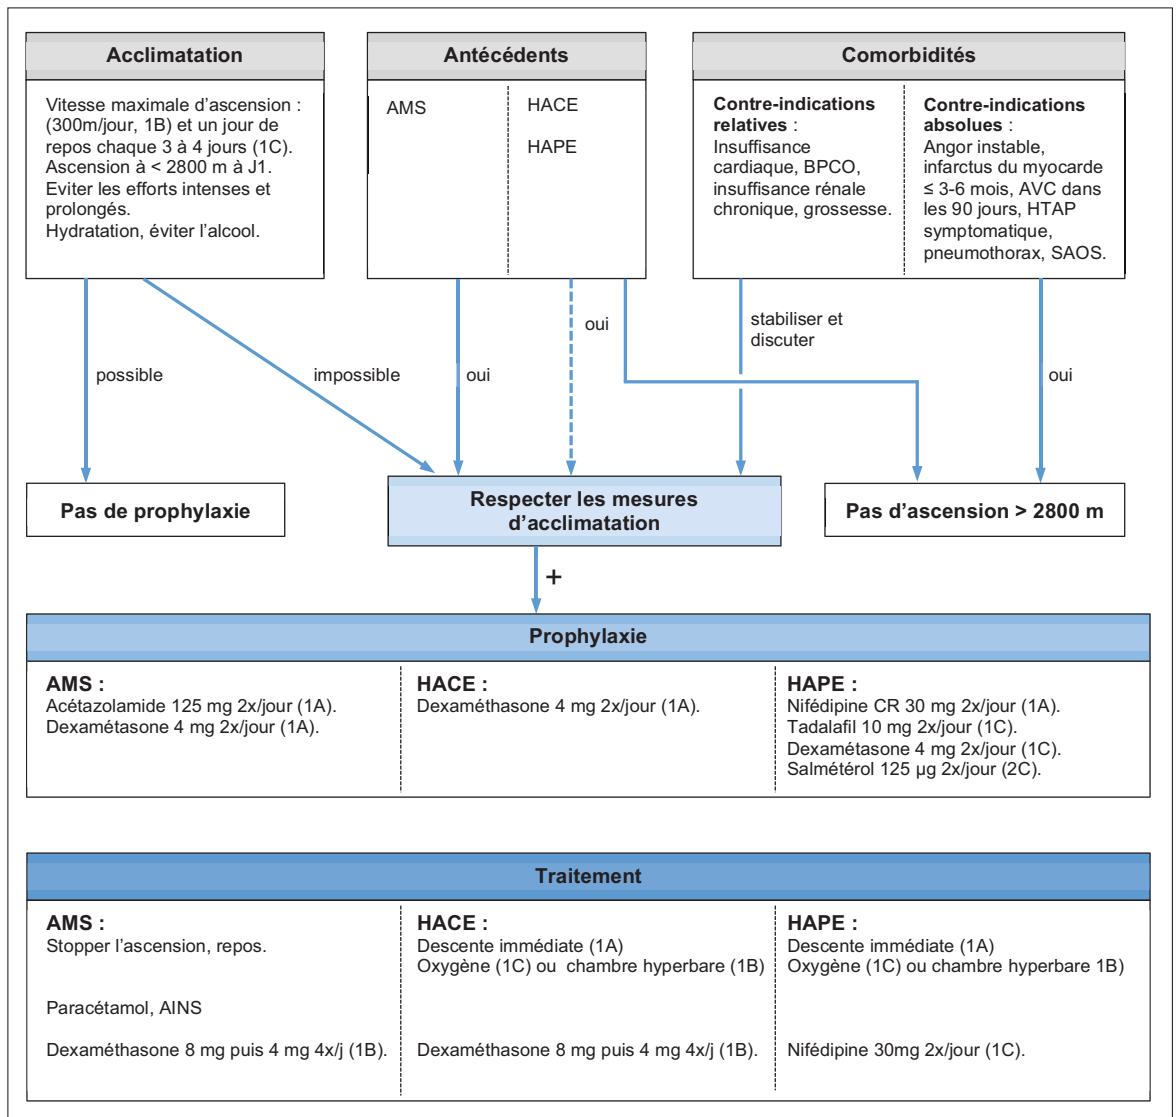 Acclimatation
Vitesse maximale d'ascension :
(300m/jour, 1B) et un jour de
repos chaque 3 à 4 jours (1C).
Ascension à < 2800 m à J1.
Eviter les efforts intenses et
prolongés.
Hydratation, éviter l'alcool.
Antécédents
AMS
HACE
HAPE
Comorbidités
Contre-indications
relatives :
Insuffisance
cardiaque, BPCO,
insuffisance rénale
chronique, grossesse.
Contre-indications
absolues :
Angor instable,
infarctus du myocarde
≤ 3-6 mois, AVC dans
les 90 jours, HTAP
symptomatique,
pneumothorax, SAOS.
possible
impossible
oui
oui
stabiliser et
discuter
oui
Pas de prophylaxie
Respecter les mesures
d'acclimatation
Pas d'ascension > 2800 m
+
Prophylaxie
AMS :
Acétazolamide 125 mg 2x/jour (1A).
Dexamétasone 4 mg 2x/jour (1A).
HACE :
Dexaméthasone 4 mg 2x/jour (1A).
HAPE :
Nifédipine CR 30 mg 2x/jour (1A).
Tadalafil 10 mg 2x/jour (1C).
Dexamétasone 4 mg 2x/jour (1C).
Salmétérol 125 µg 2x/jour (2C).
Traitement
AMS :
Stopper l'ascension, repos.
Paracétamol, AINS
Dexaméthasone 8 mg puis 4 mg 4x/j (1B).
HACE :
Descente immédiate (1A)
Oxygène (1C) ou chambre hyperbare (1B)
Dexaméthasone 8 mg puis 4 mg 4x/j (1B).
HAPE :
Descente immédiate (1A)
Oxygène (1C) ou chambre hyperbare 1B)
Nifédipine 30mg 2x/jour (1C).